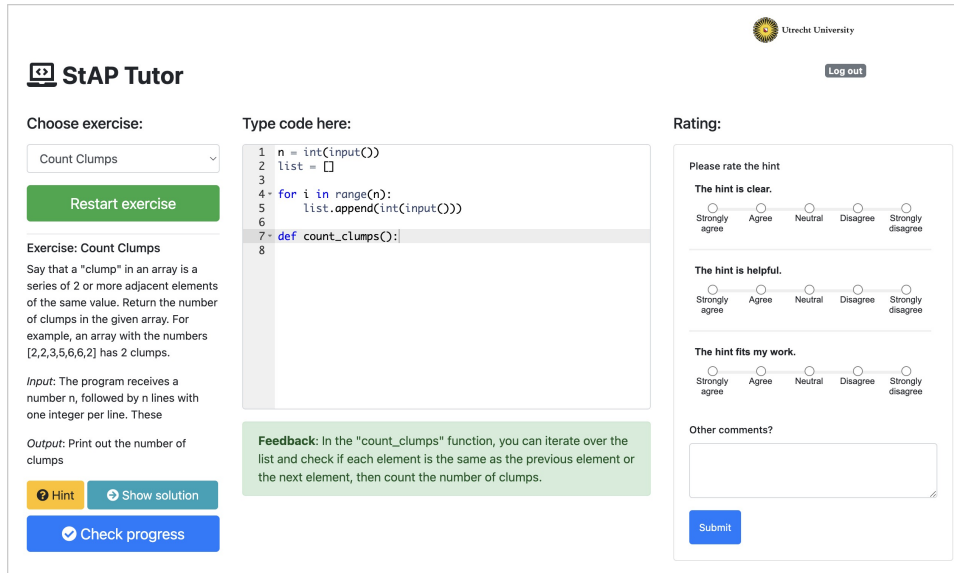 Utrecht University
StAP Tutor
Log out
Choose exercise:
Count Clumps
Restart exercise
Exercise: Count Clumps
Say that a "clump" in an array is a
series of 2 or more adjacent elements
of the same value. Return the number
of clumps in the given array. For
example, an array with the numbers
[2,2,3,5,6,6,2] has 2 clumps.
Input: The program receives a
number n, followed by n lines with
one integer per line. These
Output: Print out the number of
clumps
Hint
Show solution
Check progress
Type code here:
1 n = int(input())
2 list = []
3
4 for i in range(n):
5     list.append(int(input()))
6
7 def count_clumps():
8
Feedback: In the "count_clumps" function, you can iterate over the
list and check if each element is the same as the previous element or
the next element, then count the number of clumps.
Rating:
Please rate the hint
The hint is clear.
Strongly agree Agree Neutral Disagree Strongly disagree
The hint is helpful.
Strongly agree Agree Neutral Disagree Strongly disagree
The hint fits my work.
Strongly agree Agree Neutral Disagree Strongly disagree
Other comments?
Submit